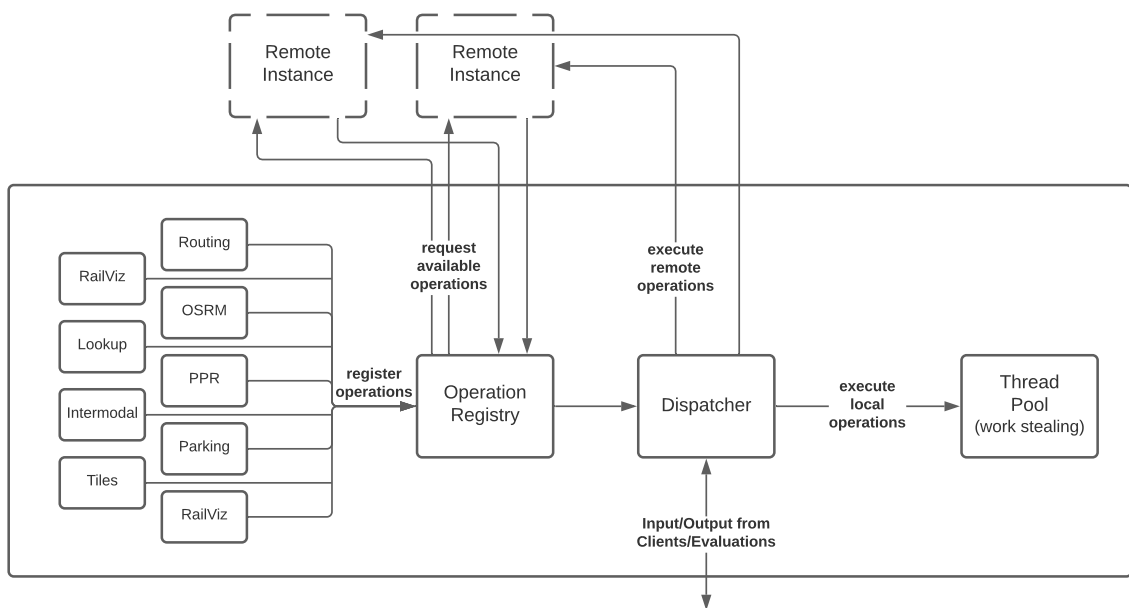 Remote
Instance
Remote
Instance
Routing
RailViz
OSRM
Lookup
PPR
Intermodal
Parking
Tiles
RailViz
register
operations
request
available
operations
Operation
Registry
execute
remote
operations
Dispatcher
execute
local
operations
Thread
Pool
(work stealing)
Input/Output from
Clients/Evaluations